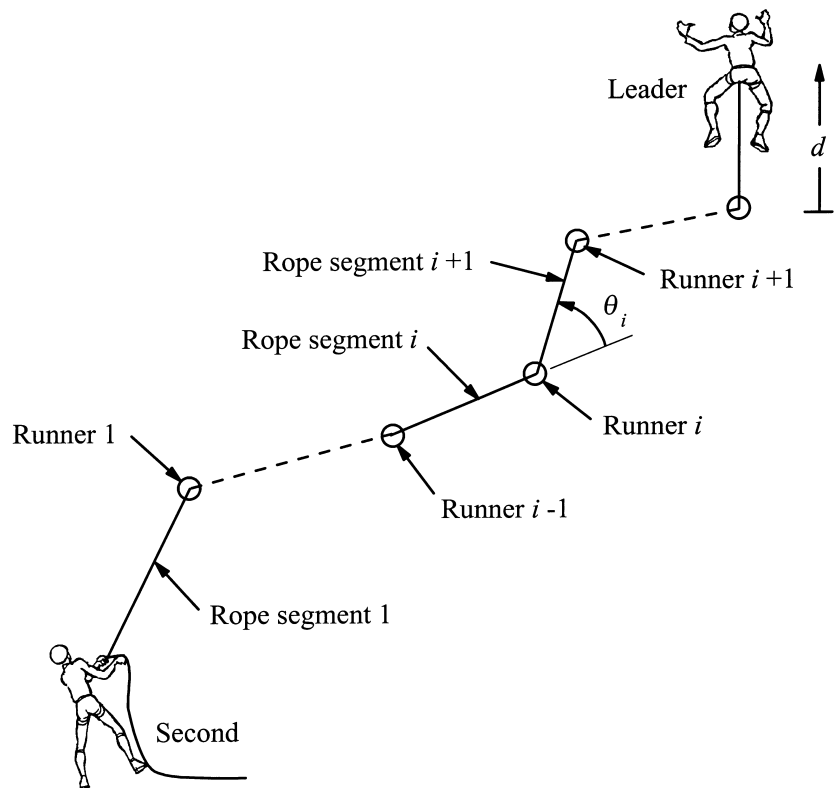 Leader
d
Rope segment i +1
Runner i+1
θi
Rope segment i
Runner 1
Runner i
Runner i -1
Rope segment 1
Second